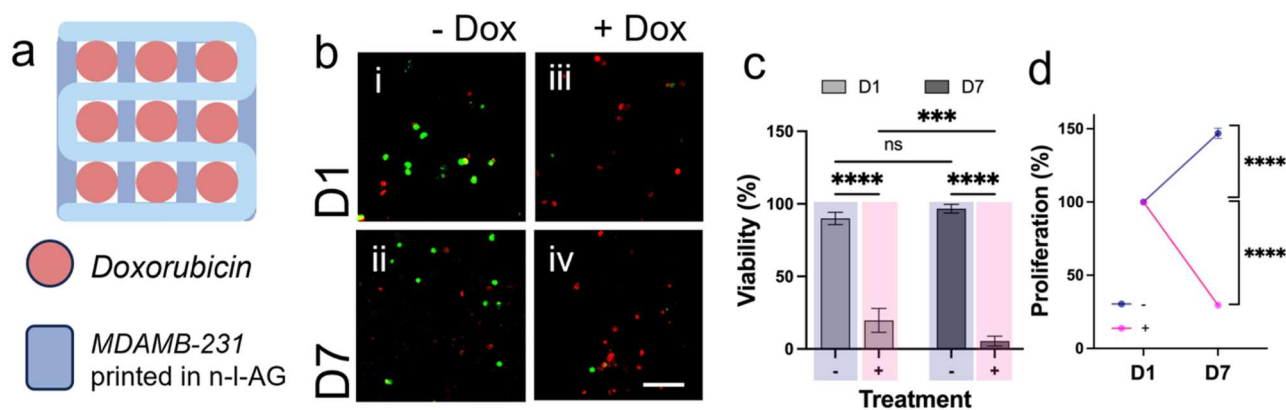 a
Doxorubicin
MDAMB-231
printed in n-I-AG
b
- Dox
+ Dox
D1
D7
i
iii
ii
iv
c
D1
D7
***
ns
****
****
150
100
50
0
Viability (%)
-
+
-
+
Treatment
d
150
100
50
0
Proliferation (%)
****
****
-
+
D1
D7